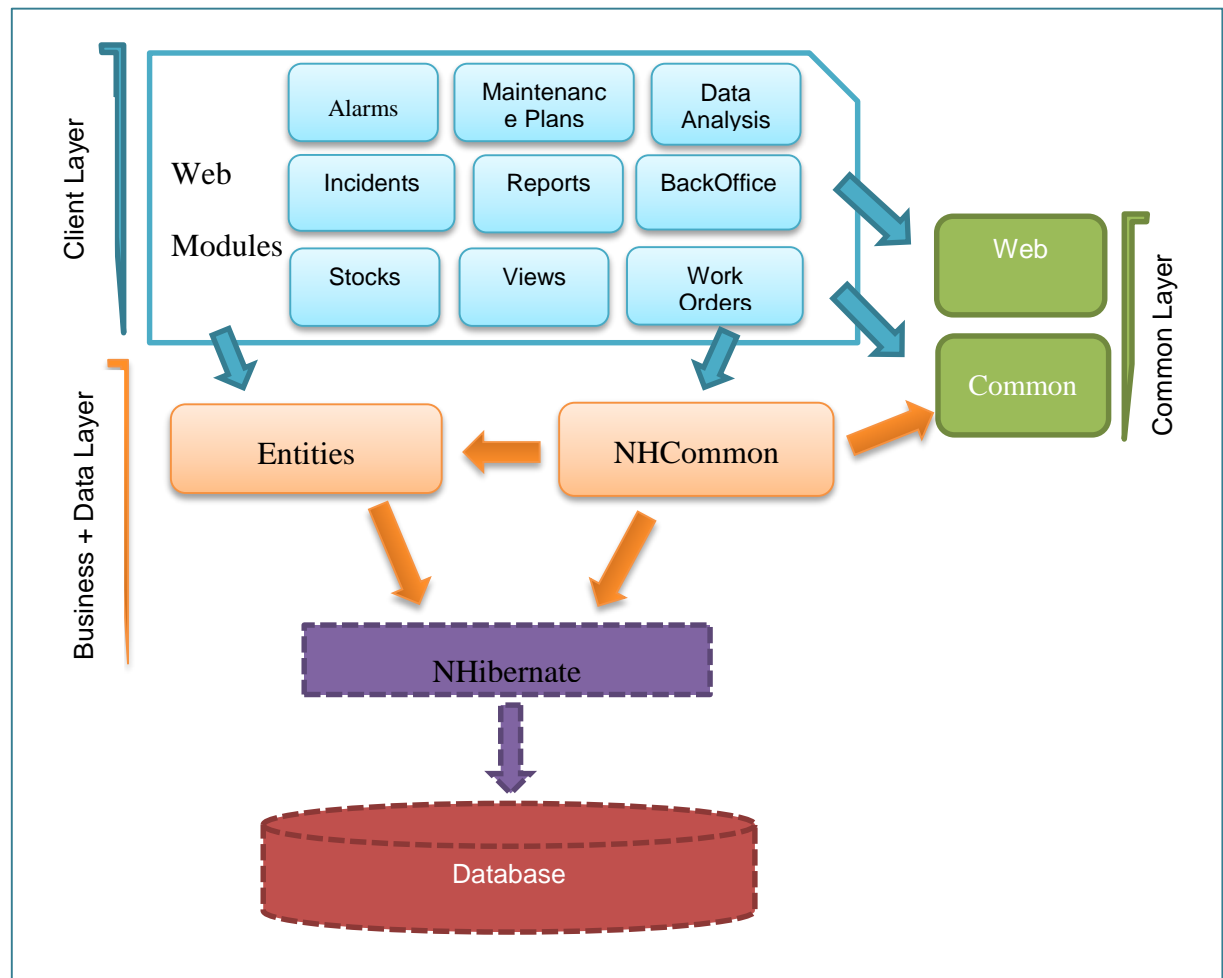 Client Layer
Web
Modules
Alarms
Maintenanc
e Plans
Data
Analysis
Incidents
Reports
BackOffice
Stocks
Views
Work
Orders
Web
Common
Common Layer
Business + Data Layer
Entities
NHCommon
NHibernate
Database